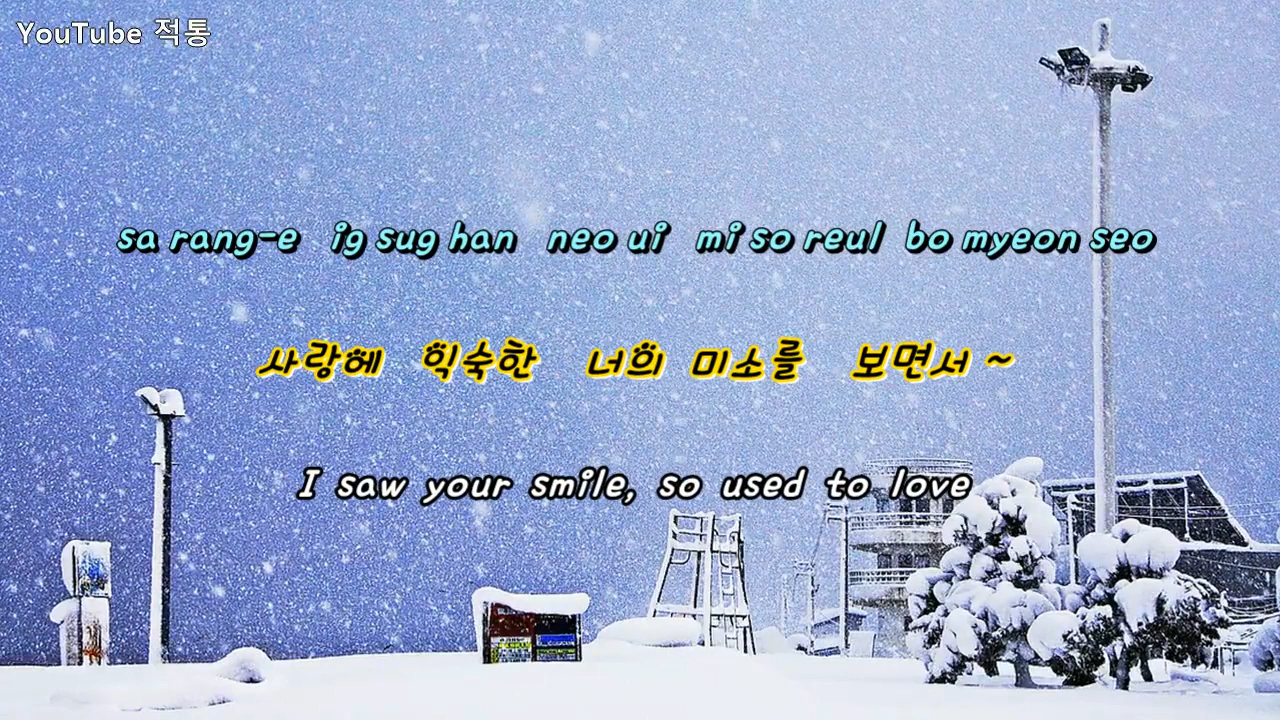 YouTube 적통
sa rang-e ig sug han neo ui mi so reul bo myeon seo
사랑에 익숙한 너의 미소를 보면서 ~
I saw your smile, so used to love